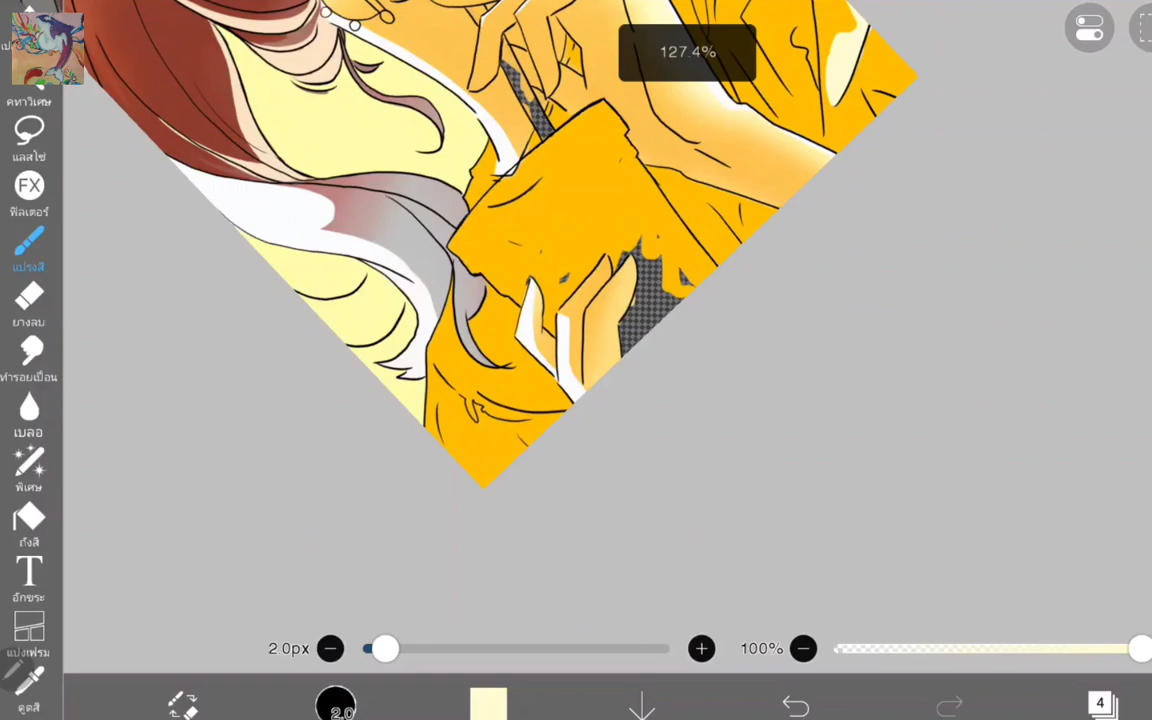 127.4%
คทาวิเศษ
แลสโซ่
FX
ฟิลเตอร์
แปรงสี
ยางลบ
ทำรอยเปื้อน
เบลอ
พิเศษ
ถังสี
T
อักขระ
แบ่งเฟรม
ดูดสี
2.0px
100%
2.0
4